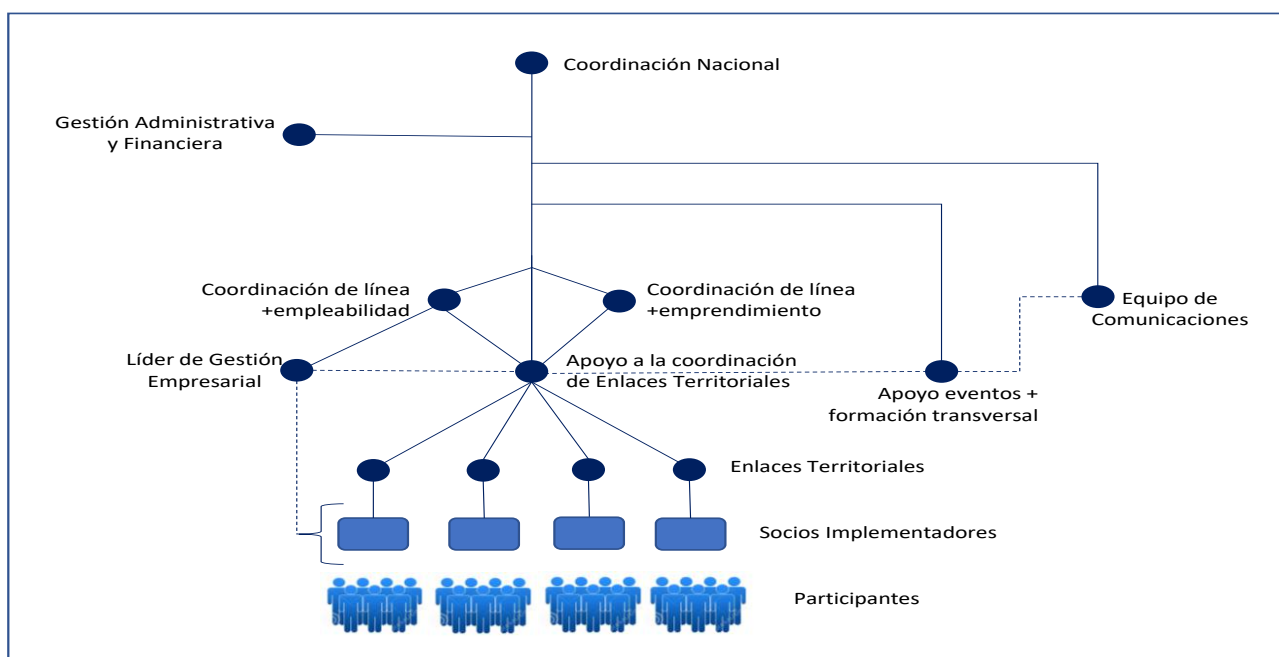 Coordinación Nacional
Gestión Administrativa
y Financiera
Coordinación de línea
+empleabilidad
Coordinación de línea
+emprendimiento
Equipo de
Comunicaciones
Líder de Gestión
Empresarial
Apoyo a la coordinación
de Enlaces Territoriales
Apoyo eventos +
formación transversal
Enlaces Territoriales
Socios Implementadores
Participantes